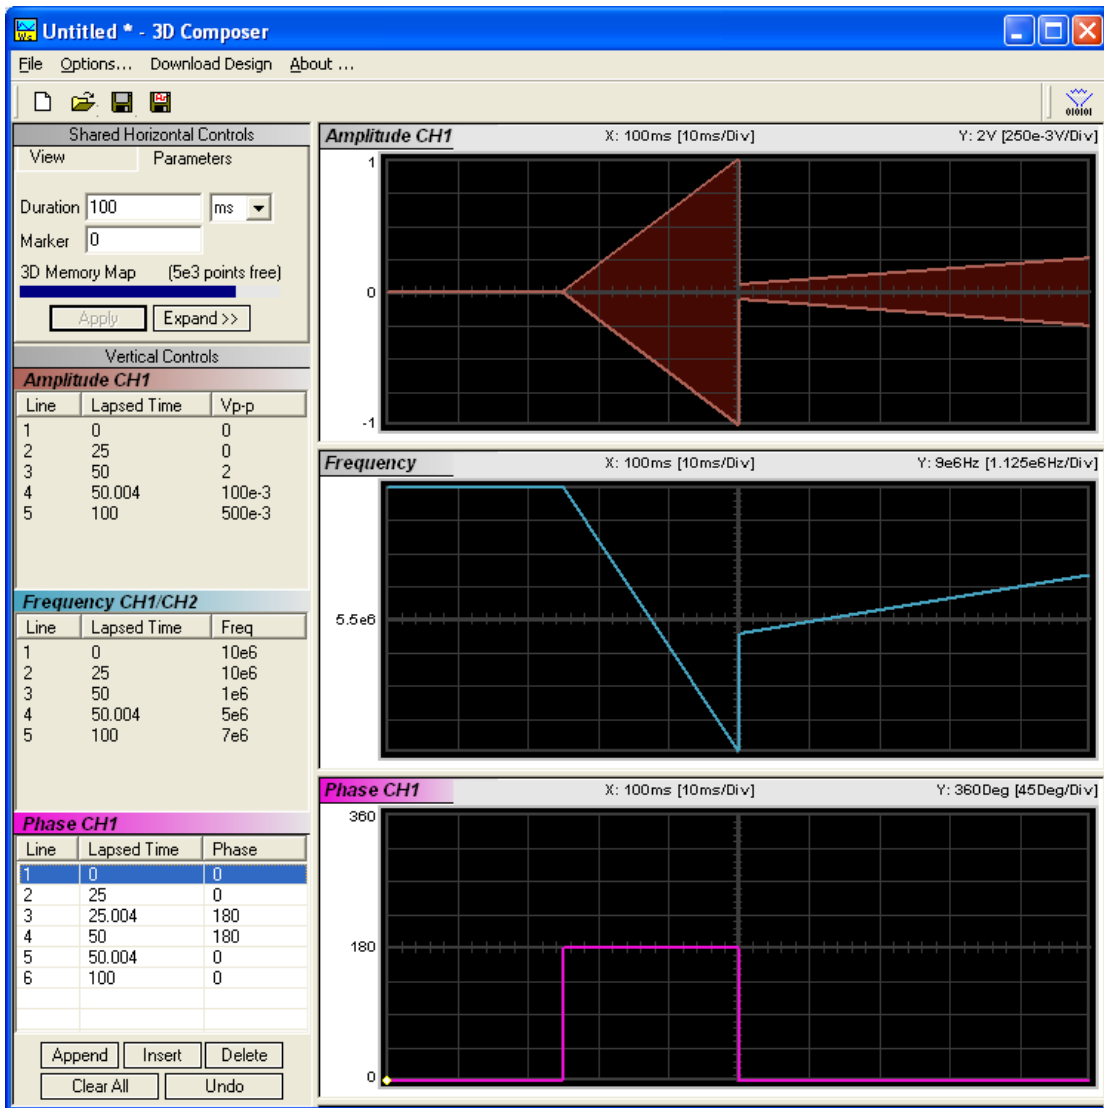 Untitled * - 3D Composer
File Options... Download Design About ...
010101
Shared Horizontal Controls
View Parameters
Duration 100 ms
Marker 0
3D Memory Map (5e3 points free)
Apply Expand >>
Vertical Controls
Amplitude CH1
Line Lapsed Time Vp-p
1 0 0
2 25 0
3 50 2
4 50.004 100e-3
5 100 500e-3
Frequency CH1/CH2
Line Lapsed Time Freq
1 0 10e6
2 25 10e6
3 50 1e6
4 50.004 5e6
5 100 7e6
Phase CH1
Line Lapsed Time Phase
1 0 0
2 25 0
3 25.004 180
4 50 180
5 50.004 0
6 100 0
Append Insert Delete
Clear All Undo
Amplitude CH1 X: 100ms [10ms/Div] Y: 2V [250e-3V/Div]
1
0
-1
Frequency X: 100ms [10ms/Div] Y: 9e6Hz [1.125e6Hz/Div]
5.5e6
Phase CH1 X: 100ms [10ms/Div] Y: 360Deg [45Deg/Div]
360
180
0